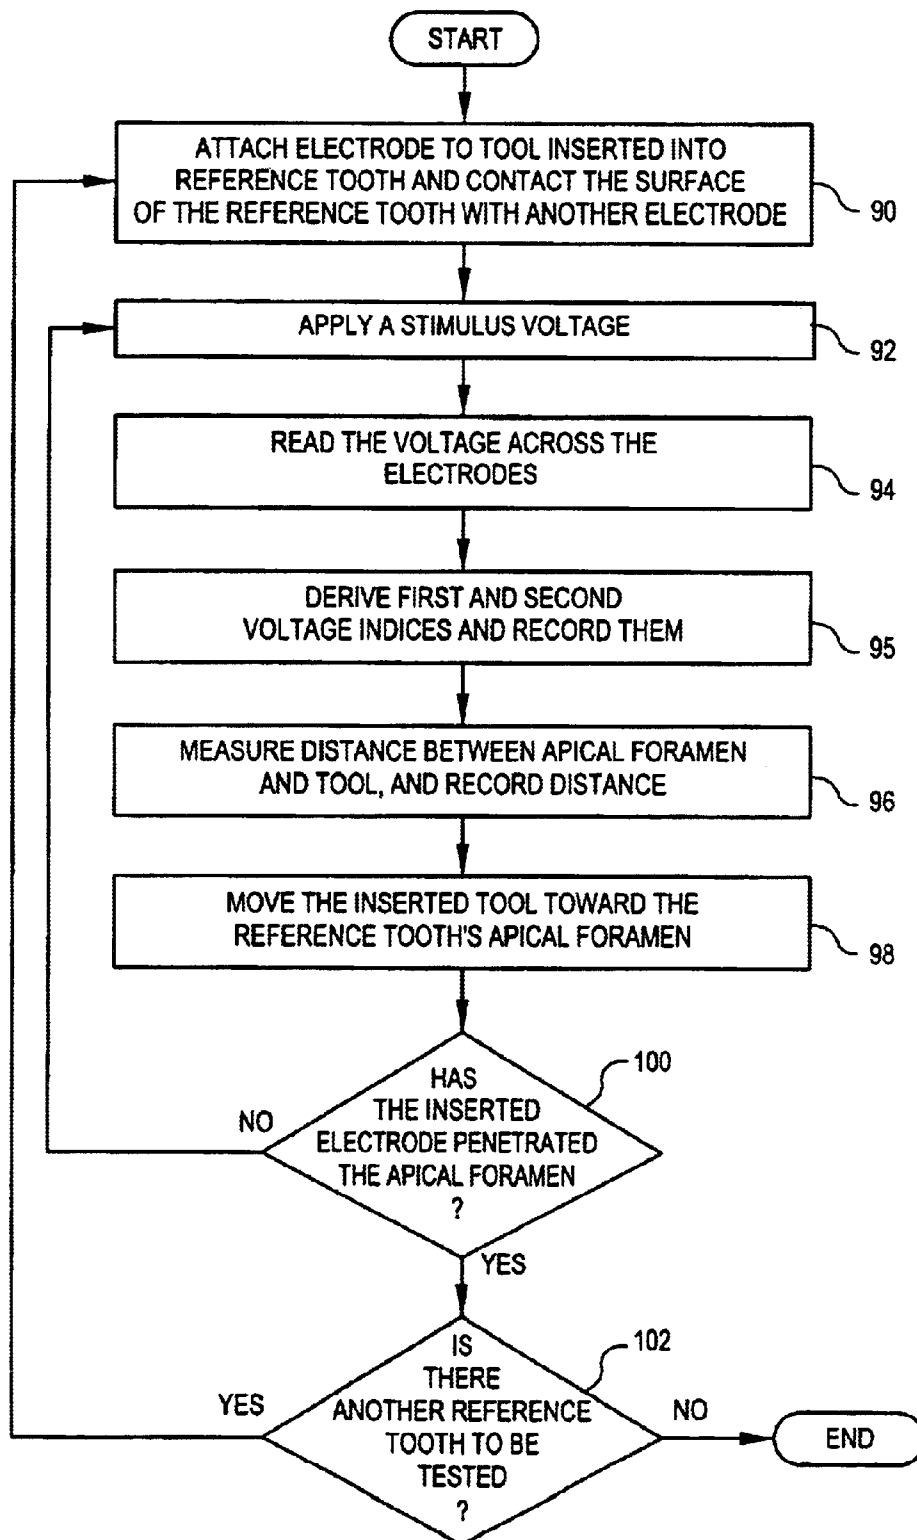 START
ATTACH ELECTRODE TO TOOL INSERTED INTO
REFERENCE TOOTH AND CONTACT THE SURFACE
OF THE REFERENCE TOOTH WITH ANOTHER ELECTRODE
90
APPLY A STIMULUS VOLTAGE
92
READ THE VOLTAGE ACROSS THE
ELECTRODES
94
DERIVE FIRST AND SECOND
VOLTAGE INDICES AND RECORD THEM
95
MEASURE DISTANCE BETWEEN APICAL FORAMEN
AND TOOL, AND RECORD DISTANCE
96
MOVE THE INSERTED TOOL TOWARD THE
REFERENCE TOOTH'S APICAL FORAMEN
98
100
NO
HAS
THE INSERTED
ELECTRODE PENETRATED
THE APICAL FORAMEN
?
YES
102
YES
IS
THERE
ANOTHER REFERENCE
TOOTH TO BE
TESTED
?
NO
END